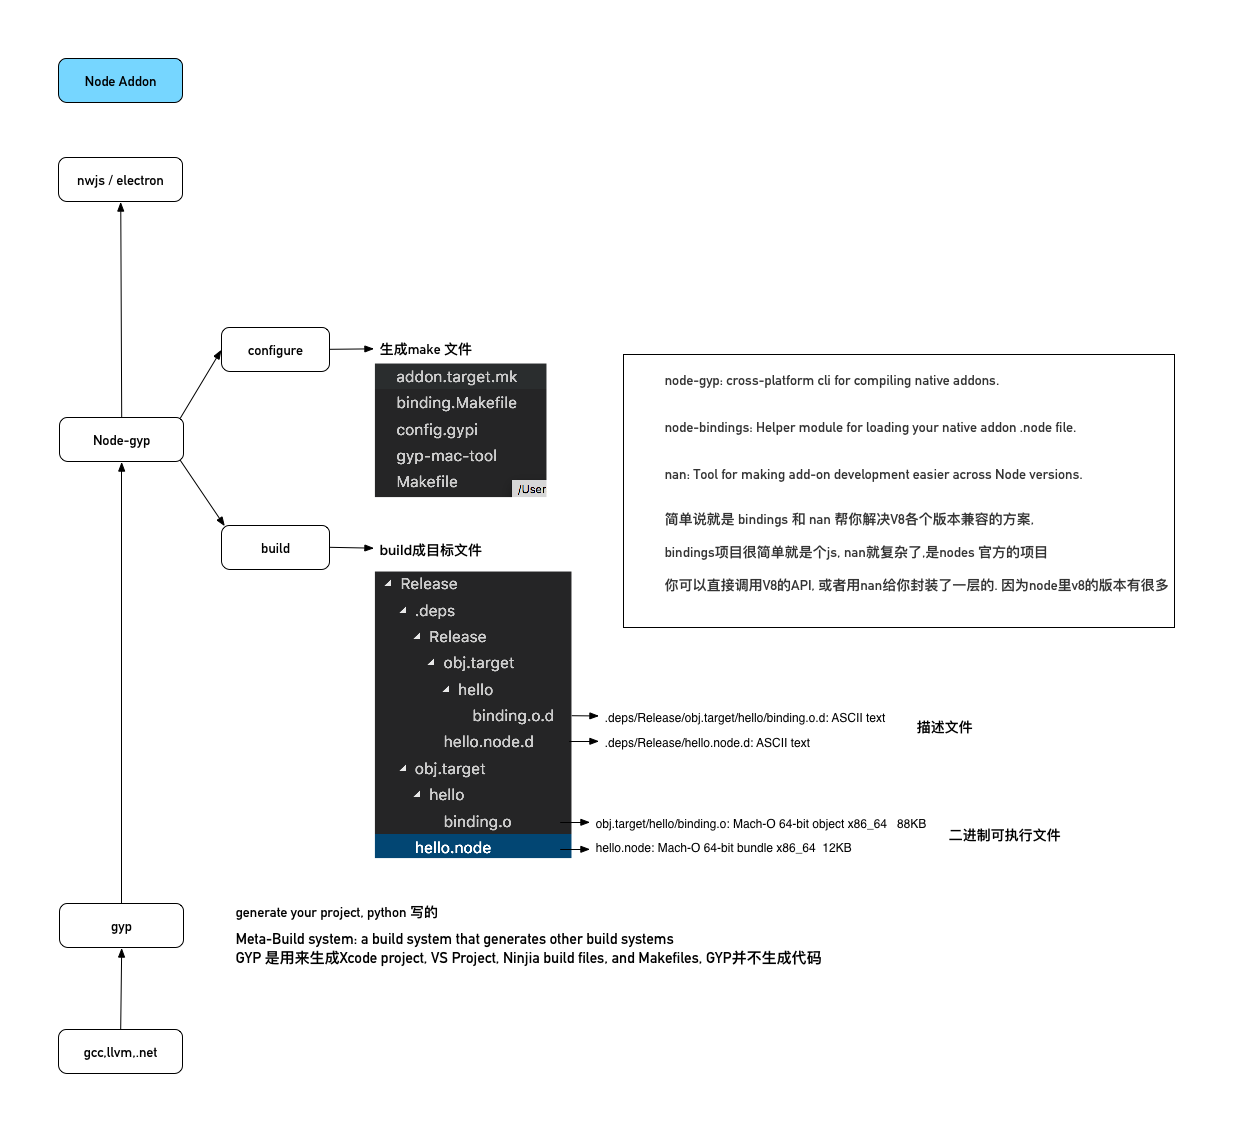 Node Addon
nwjs / electron
configure
生成make 文件
addon.target.mk
binding.Makefile
config.gypi
gyp-mac-tool
Makefile
/User
Node-gyp
node-gyp: cross-platform cli for compiling native addons.
node-bindings: Helper module for loading your native addon .node file.
nan: Tool for making add-on development easier across Node versions.
简单说就是 bindings 和 nan 帮你解决V8各个版本兼容的方案,
bindings项目很简单就是个js, nan就复杂了,是nodes 官方的项目
你可以直接调用V8的API, 或者用nan给你封装了一层的. 因为node里v8的版本有很多
build
build成目标文件
Release
.deps
Release
obj.target
hello
binding.o.d
hello.node.d
obj.target
hello
binding.o
hello.node
.deps/Release/obj.target/hello/binding.o.d: ASCII text
.deps/Release/hello.node.d: ASCII text
描述文件
obj.target/hello/binding.o: Mach-O 64-bit object x86_64 88KB
hello.node: Mach-O 64-bit bundle x86_64 12KB
二进制可执行文件
gyp
generate your project, python 写的
Meta-Build system: a build system that generates other build systems
GYP 是用来生成Xcode project, VS Project, Ninjia build files, and Makefiles, GYP并不生成代码
gcc,llvm,.net